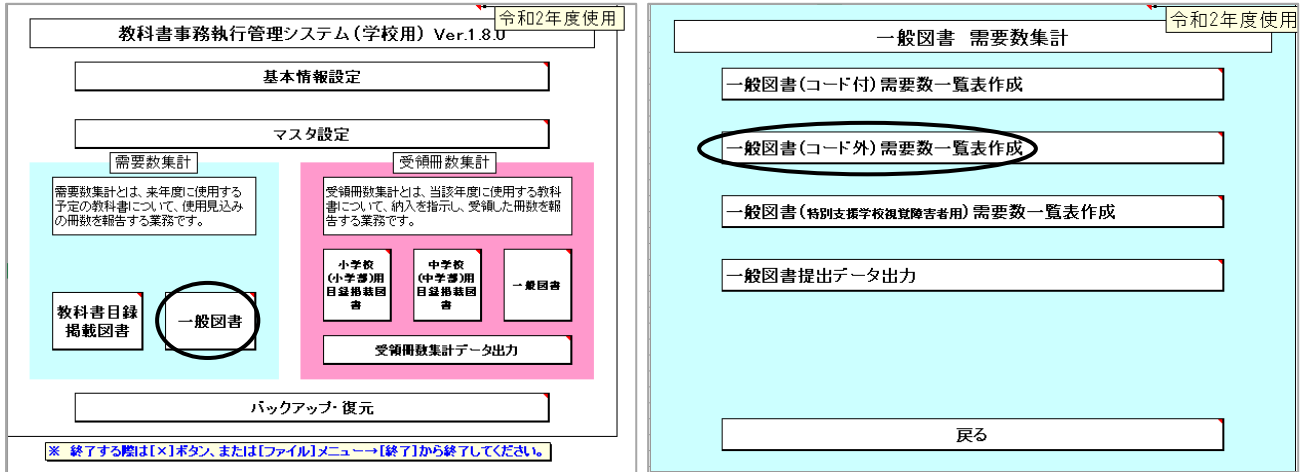 令和2年度使用
教科書事務執行管理システム(学校用) Ver.1.8.0
基本情報設定
マスタ設定
需要数集計
需要数集計とは、来年度に使用する
予定の教科書について、使用見込み
の冊数を報告する業務です。
教科書目録
掲載図書
一般図書
受領冊数集計
受領冊数集計とは、当該年度に使用する教科
書について、納入を指示し、受領した冊数を報
告する業務です。
小学校
(小学部)用
目録掲載図
書
中学校
(中学部)用
目録掲載図
書
一般図書
受領冊数集計データ出力
バックアップ・復元
※ 終了する際は[×]ボタン、または[ファイル]メニュー→[終了]から終了してください。
令和2年度使用
一般図書 需要数集計
一般図書(コード付)需要数一覧表作成
一般図書(コード外)需要数一覧表作成
一般図書(特別支援学校視覚障害者用)需要数一覧表作成
一般図書提出データ出力
戻る